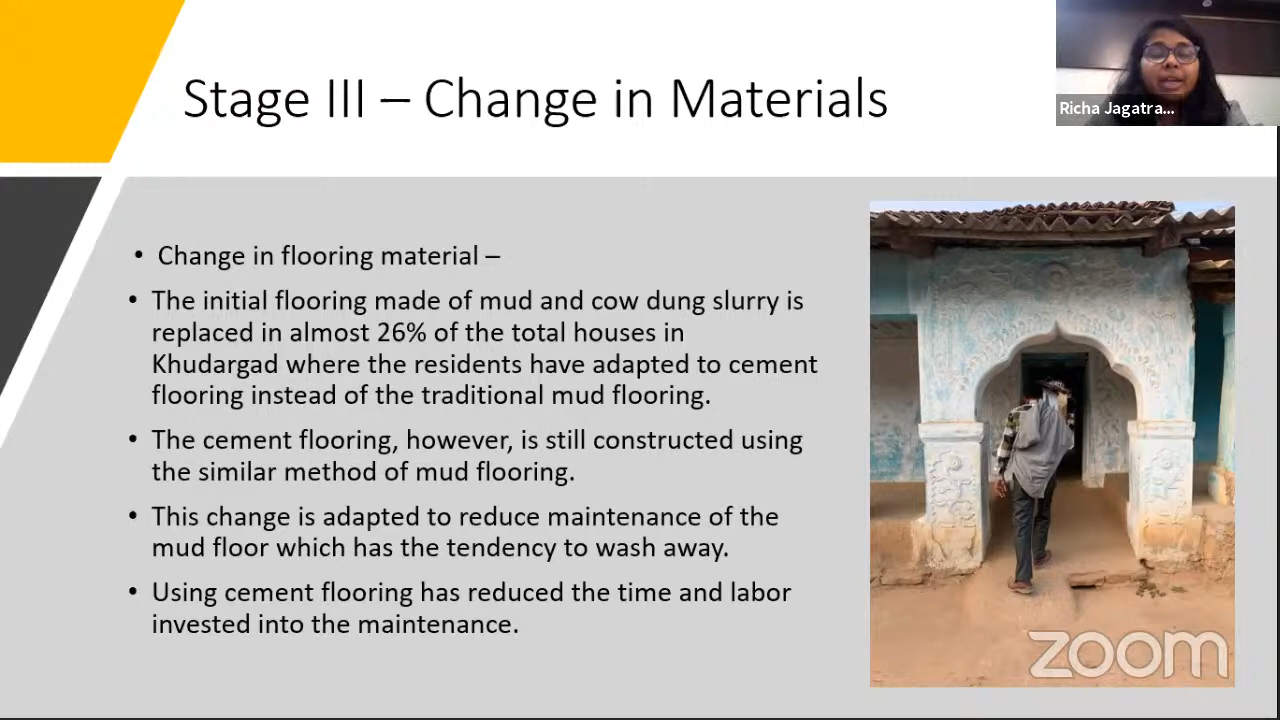 Stage III – Change in Materials
Richa Jagatra...
• Change in flooring material –
• The initial flooring made of mud and cow dung slurry is
replaced in almost 26% of the total houses in
Khudargad where the residents have adapted to cement
flooring instead of the traditional mud flooring.
• The cement flooring, however, is still constructed using
the similar method of mud flooring.
• This change is adapted to reduce maintenance of the
mud floor which has the tendency to wash away.
• Using cement flooring has reduced the time and labor
invested into the maintenance.
zoom